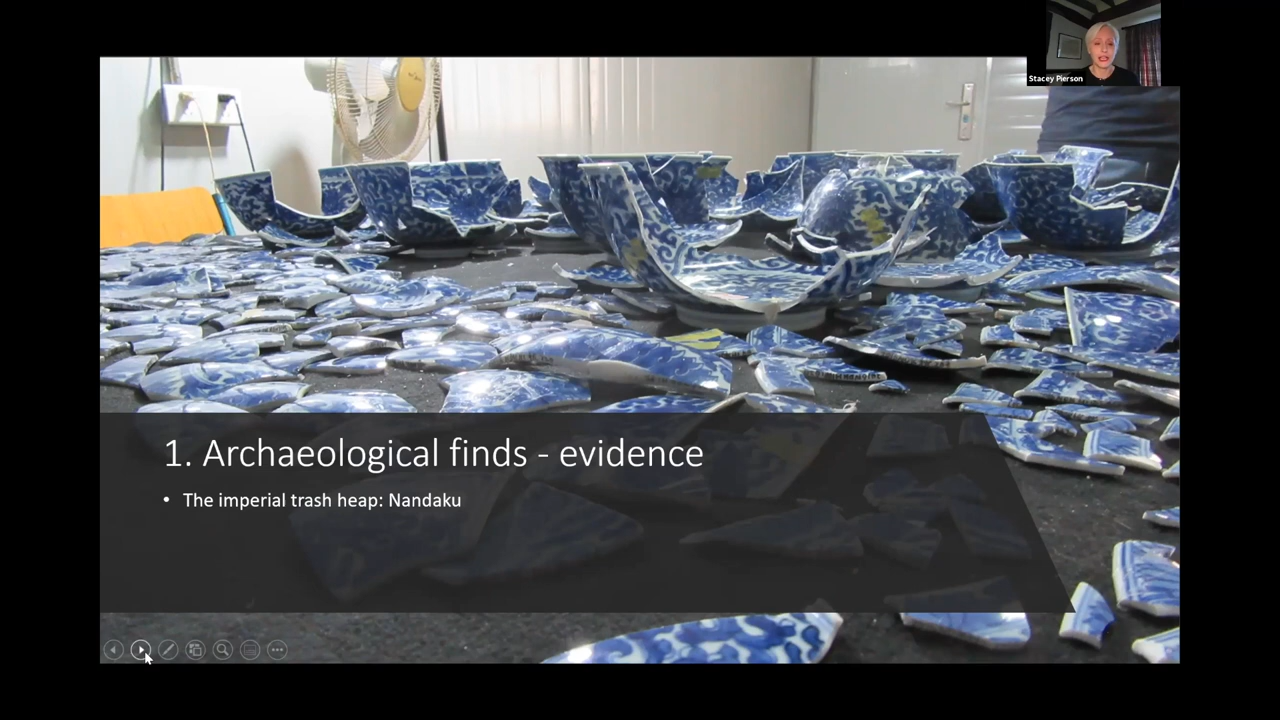 Stacey Pierson
1. Archaeological finds - evidence
• The imperial trash heap: Nandaku